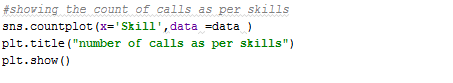 #showing the count of calls as per skills
sns.countplot(x='Skill',data =data )
plt.title("number of calls as per skills")
plt.show()